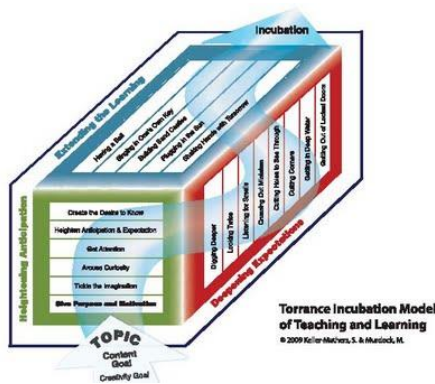 Incubation
Extending the Learning
Having a Ball
Singing in One's Own Key
Building Sand Castles
Plugging in the Sun
Shaking Hands with Tomorrow
Heightening Anticipation
Create the Desire to Know
Heighten Anticipation & Expectation
Get Attention
Arouse Curiosity
Tickle the Imagination
Give Purpose and Motivation
Digging Deeper
Looking Twice
Listening for Smells
Crossing Out Mistakes
Cutting Holes to See Through
Cutting Corners
Getting in Deep Water
Getting Out of Locked Doors
Deepening Expectations
TOPIC
Content
Goal
Creativity Goal
Torrance Incubation Model
of Teaching and Learning
© 2009 Keller-Mathers, S. & Murdock, M.